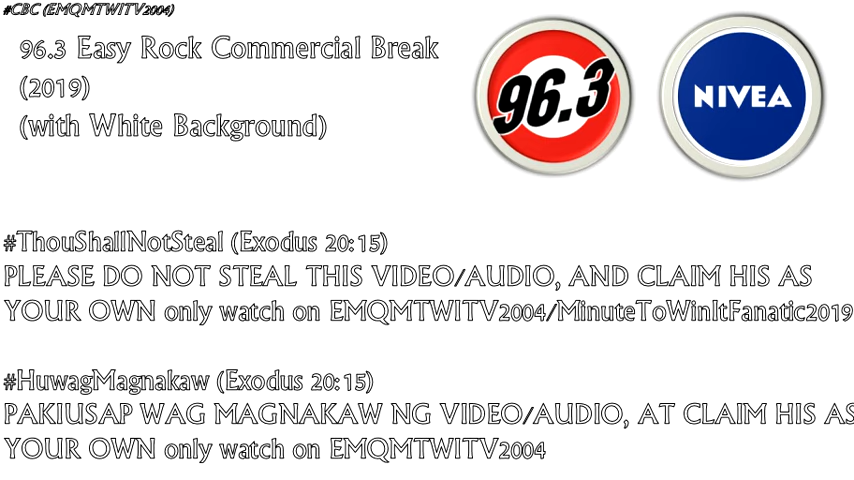 #CBC (EMQMTWITV2004)
96.3 Easy Rock Commercial Break
(2019)
(with White Background)
96.3
NIVEA
#ThouShallNotSteal (Exodus 20:15)
PLEASE DO NOT STEAL THIS VIDEO/AUDIO, AND CLAIM HIS AS
YOUR OWN only watch on EMQMTWITV2004/MinuteToWinItFanatic2019
#HuwagMagnakaw (Exodus 20:15)
PAKIUSAP WAG MAGNAKAW NG VIDEO/AUDIO, AT CLAIM HIS AS
YOUR OWN only watch on EMQMTWITV2004